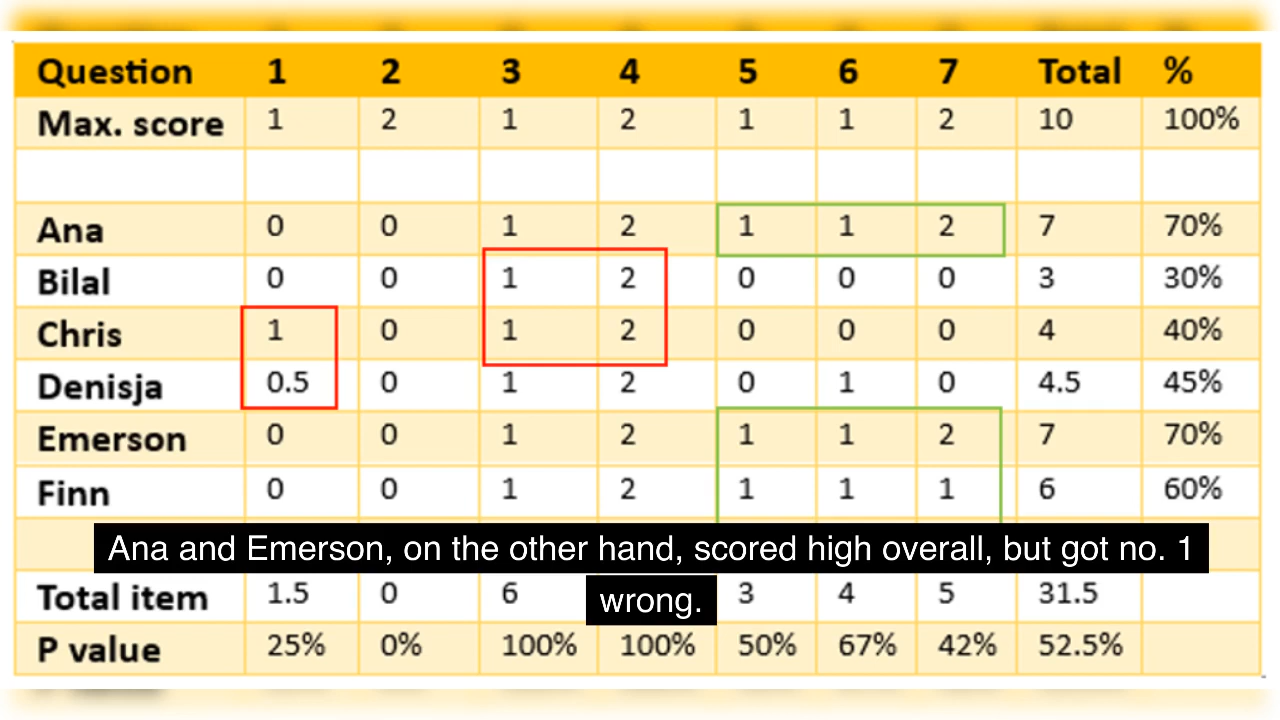 Question 1 2 3 4 5 6 7 Total %
Max. score 1 2 1 2 1 1 2 10 100%
Ana 0 0 1 2 1 1 2 7 70%
Bilal 0 0 1 2 0 0 0 3 30%
Chris 1 0 1 2 0 0 0 4 40%
Denisja 0.5 0 1 2 0 1 0 4.5 45%
Emerson 0 0 1 2 1 1 2 7 70%
Finn 0 0 1 2 1 1 1 6 60%
Ana and Emerson, on the other hand, scored high overall, but got no. 1
wrong.
Total item 1.5 0 6 3 4 5 31.5
P value 25% 0% 100% 100% 50% 67% 42% 52.5%